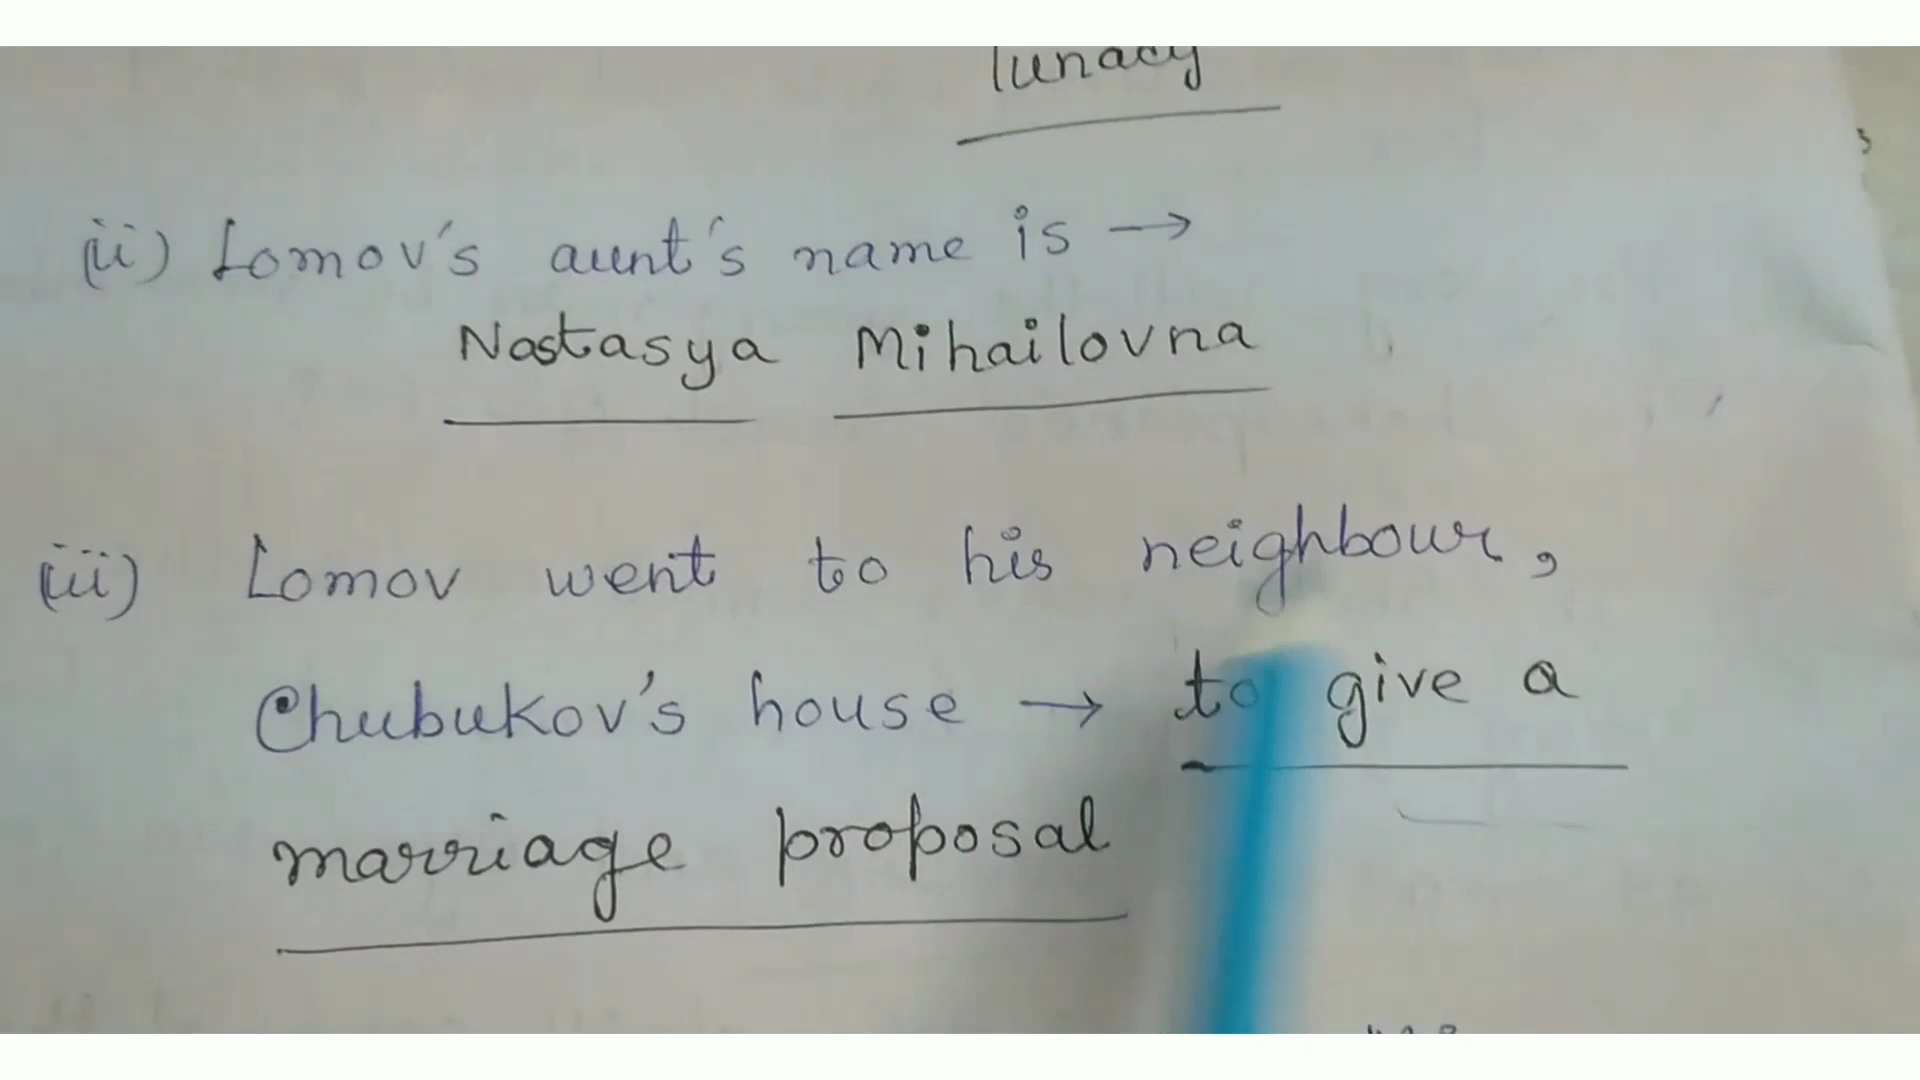 lunacy
(ii) Lomov's aunt's name is →
Nastasya Mihailovna
(iii) Lomov went to his neighbour,
Chubukov's house → to give a
marriage proposal